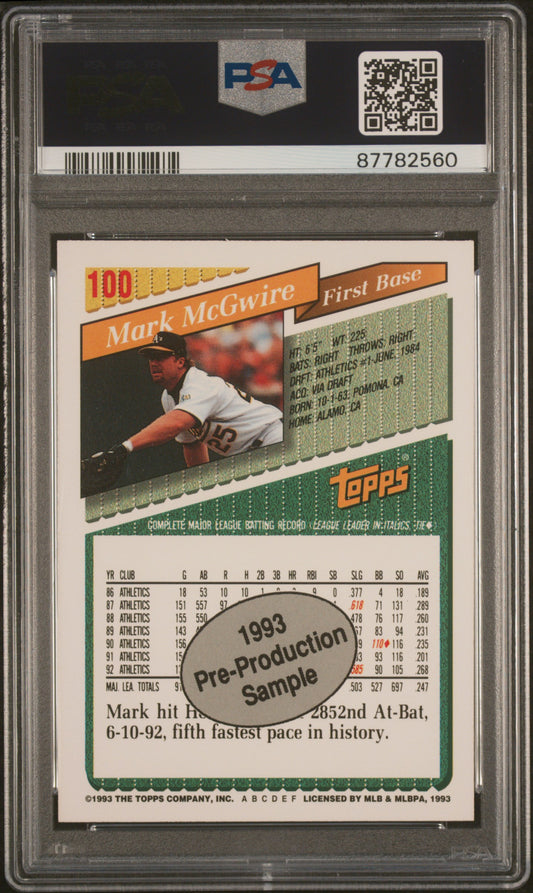 PSA
87782560
100
Mark McGwire
First Base
HT: 6'5" WT: 225
BATS: RIGHT THROWS: RIGHT
DRFT: ATHLETICS #1-JUNE, 1984
ACQ: VIA DRAFT
BORN: 10-1-63, POMONA, CA
HOME: ALAMO, CA
25
topps®
COMPLETE MAJOR LEAGUE BATTING RECORD (LEAGUE LEADER IN ITALICS, TIE♦)
YR CLUB G AB R H 2B 3B HR RBI SB SLG BB SO AVG
86 ATHLETICS 18 53 10 10 1 0 3 9 0 .377 4 18 .189
87 ATHLETICS 151 557 97 .618 71 131 .289
88 ATHLETICS 155 550 .478 76 117 .260
89 ATHLETICS 143 83 94 .231
90 ATHLETICS 156 110♦ 116 .235
91 ATHLETICS 93 116 .201
92 ATHLETICS .585 90 105 .268
MAJ. LEA. TOTALS .503 527 697 .247
1993
Pre-Production
Sample
Mark hit 2852nd At-Bat,
6-10-92, fifth fastest pace in history.
©1993 THE TOPPS COMPANY, INC. A B C D E F LICENSED BY MLB & MLBPA, 1993
PSA